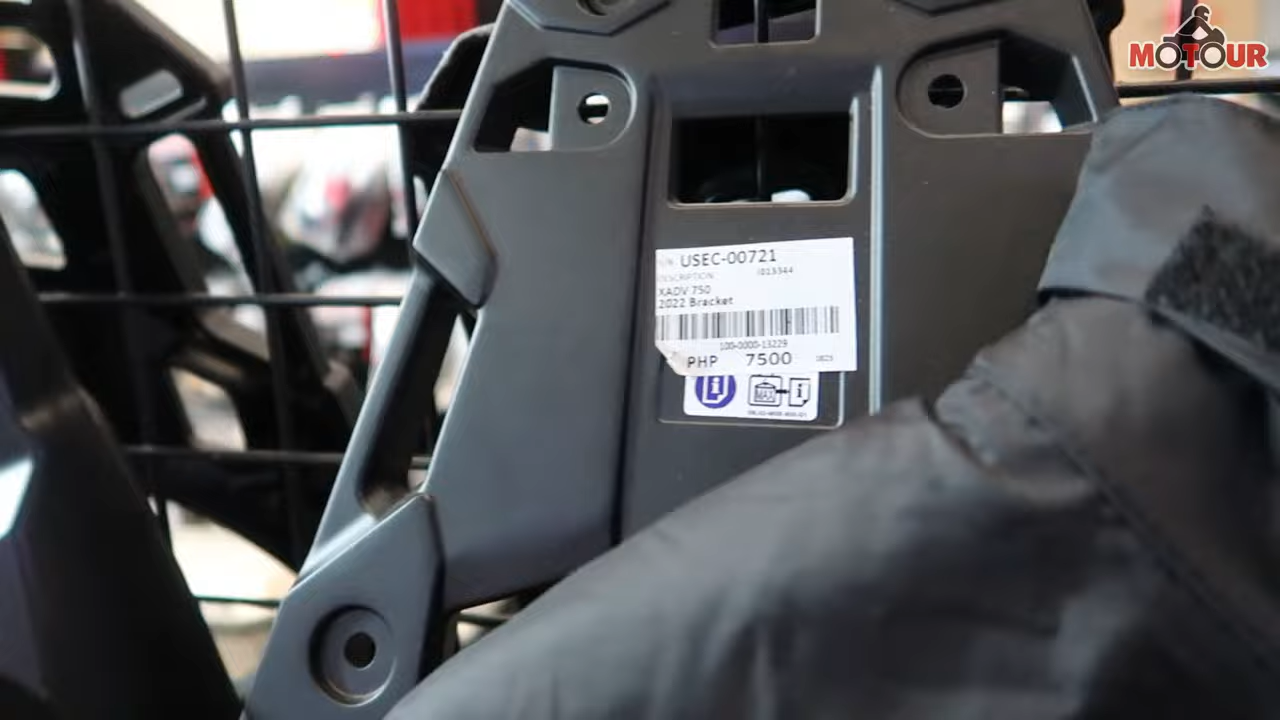 MOTOUR
S/N: USEC-00721
DESCRIPTION: I013344
XADV 750
2022 Bracket
100-0000-13229
PHP 7500
MAX